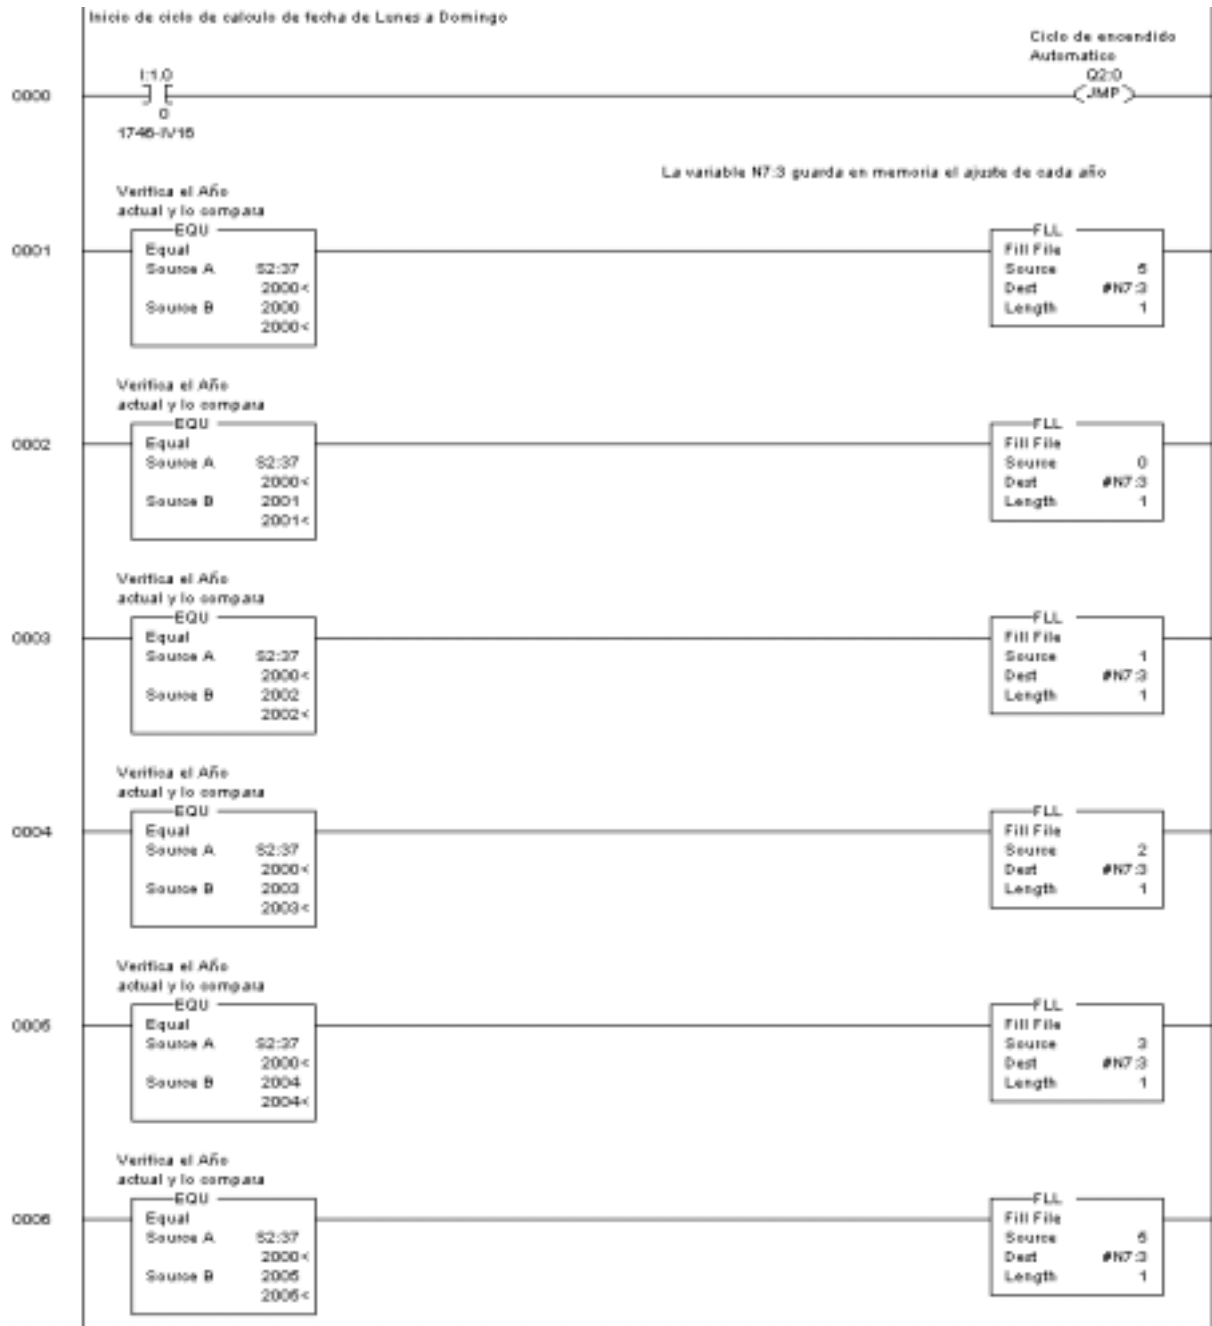 Inicio de ciclo de calculo de fecha de Lunes a Domingo
Ciclo de encendido
Automatico
I:1.0
Q2:0
0000
JMP
0
1746-IV16
La variable N7:3 guarda en memoria el ajuste de cada año
Verifica el Año
actual y lo compara
EQU FLL
0001
Equal Fill File
Source A S2:37 Source 5
2000< Dest #N7:3
Source B 2000 Length 1
2000<
Verifica el Año
actual y lo compara
EQU FLL
0002
Equal Fill File
Source A S2:37 Source 0
2000< Dest #N7:3
Source B 2001 Length 1
2001<
Verifica el Año
actual y lo compara
EQU FLL
0003
Equal Fill File
Source A S2:37 Source 1
2000< Dest #N7:3
Source B 2002 Length 1
2002<
Verifica el Año
actual y lo compara
EQU FLL
0004
Equal Fill File
Source A S2:37 Source 2
2000< Dest #N7:3
Source B 2003 Length 1
2003<
Verifica el Año
actual y lo compara
EQU FLL
0005
Equal Fill File
Source A S2:37 Source 3
2000< Dest #N7:3
Source B 2004 Length 1
2004<
Verifica el Año
actual y lo compara
EQU FLL
0006
Equal Fill File
Source A S2:37 Source 5
2000< Dest #N7:3
Source B 2005 Length 1
2005<